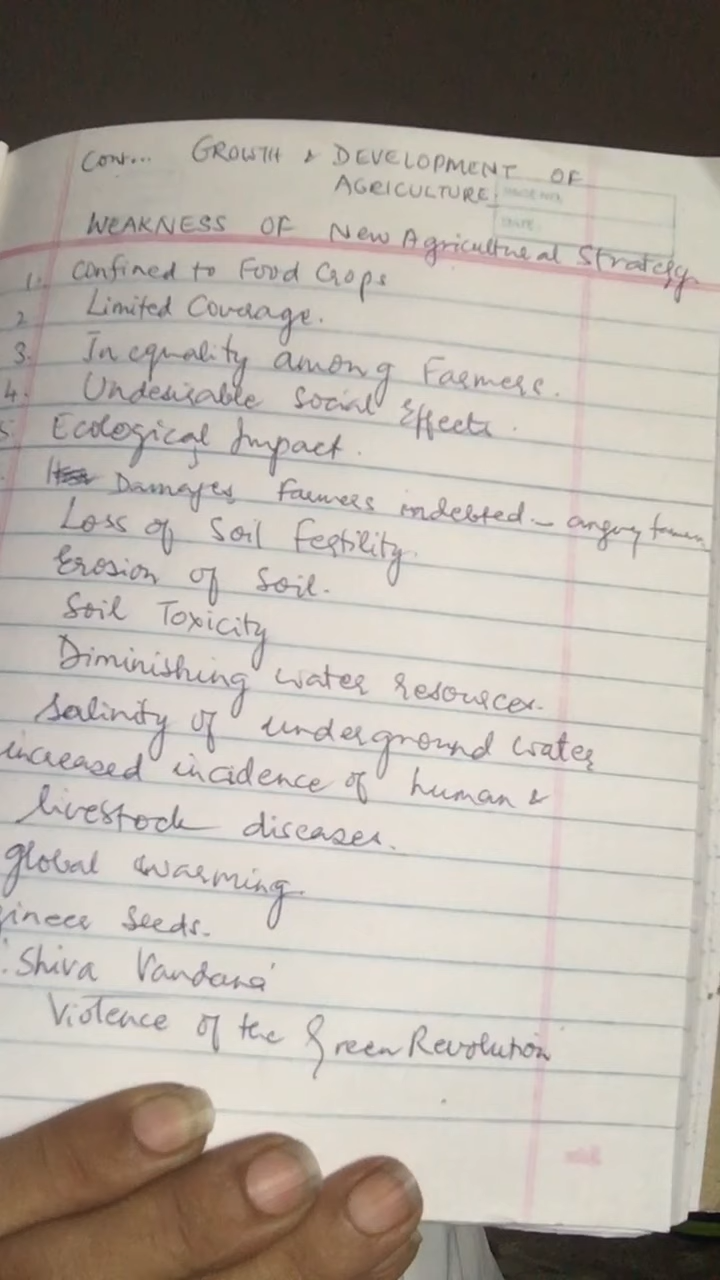 Con... GROWTH & DEVELOPMENT OF
AGRICULTURE
PAGE NO.
DATE
WEAKNESS OF New Agricultural Strategy
1. Confined to Food Crops
2. Limited Coverage.
3. Inequality among Farmers.
4. Undesirable Social Effects.
5. Ecological Impact.
Damages, farmers indebted - angry
Loss of Soil Fertility.
Erosion of Soil.
Soil Toxicity
Diminishing water resources.
Salinity of underground water
increased incidence of human &
livestock diseases.
global warming.
Seeds.
Shiva Vandana
Violence of the Green Revolution